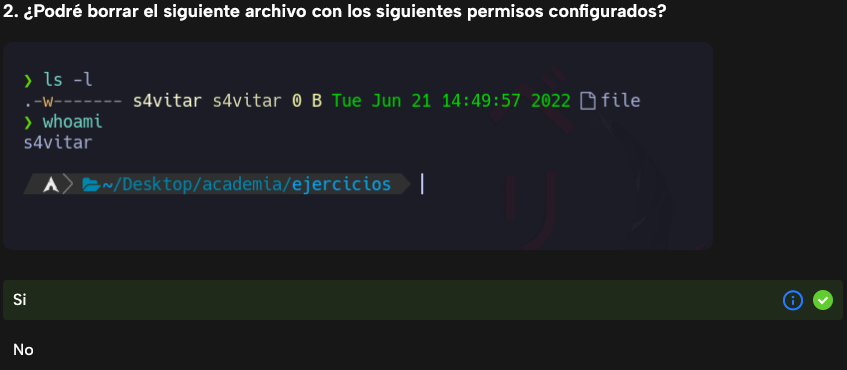 2. ¿Podré borrar el siguiente archivo con los siguientes permisos configurados?
❯ ls -l
.-w------- s4vitar s4vitar 0 B Tue Jun 21 14:49:57 2022 file
❯ whoami
s4vitar
~/Desktop/academia/ejercicios
Si
No